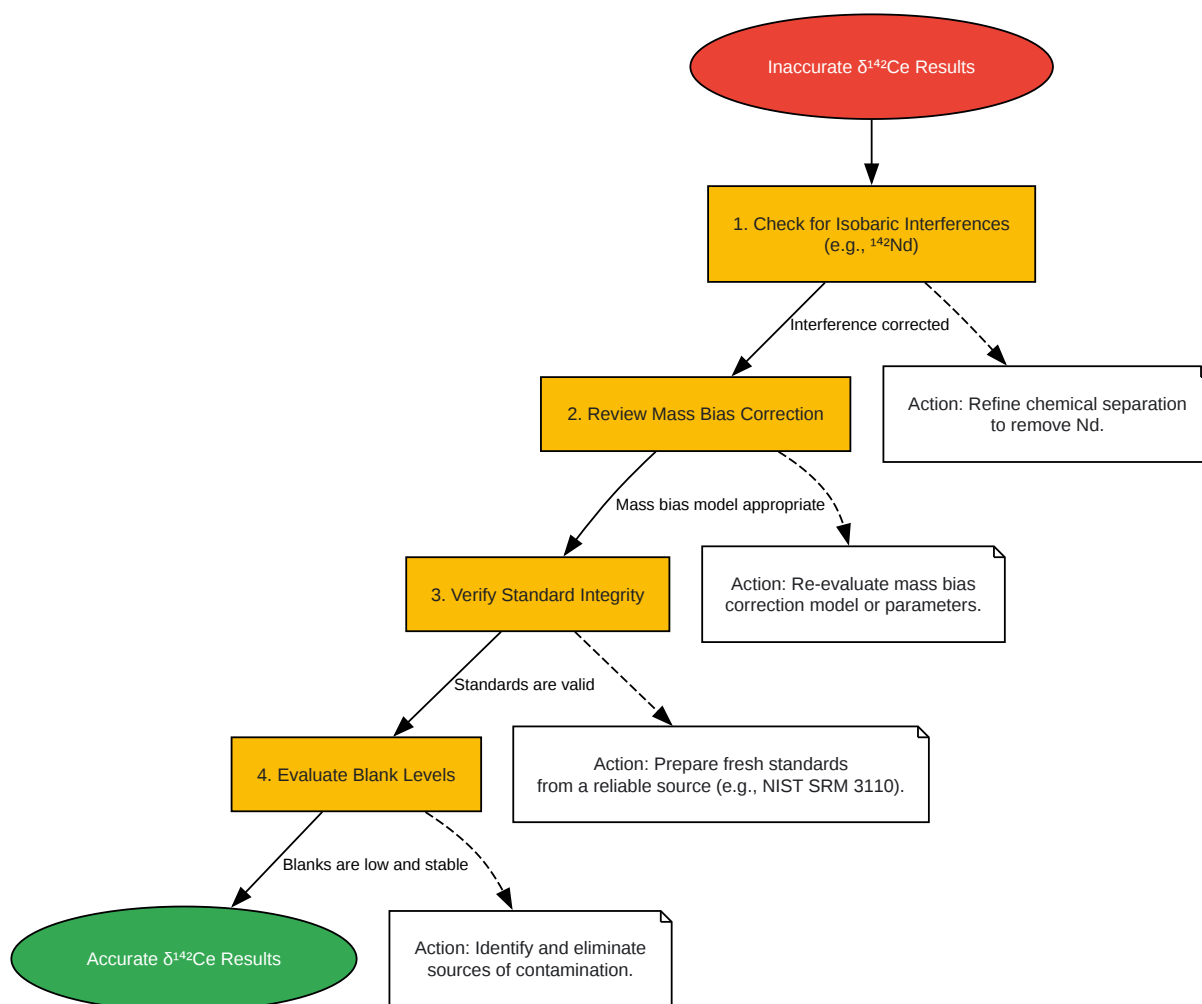 Inaccurate δ¹⁴²Ce Results
1. Check for Isobaric Interferences
(e.g., ¹⁴²Nd)
Interference corrected
Action: Refine chemical separation
to remove Nd.
2. Review Mass Bias Correction
Mass bias model appropriate
Action: Re-evaluate mass bias
correction model or parameters.
3. Verify Standard Integrity
Standards are valid
Action: Prepare fresh standards
from a reliable source (e.g., NIST SRM 3110).
4. Evaluate Blank Levels
Blanks are low and stable
Accurate δ¹⁴²Ce Results
Action: Identify and eliminate
sources of contamination.